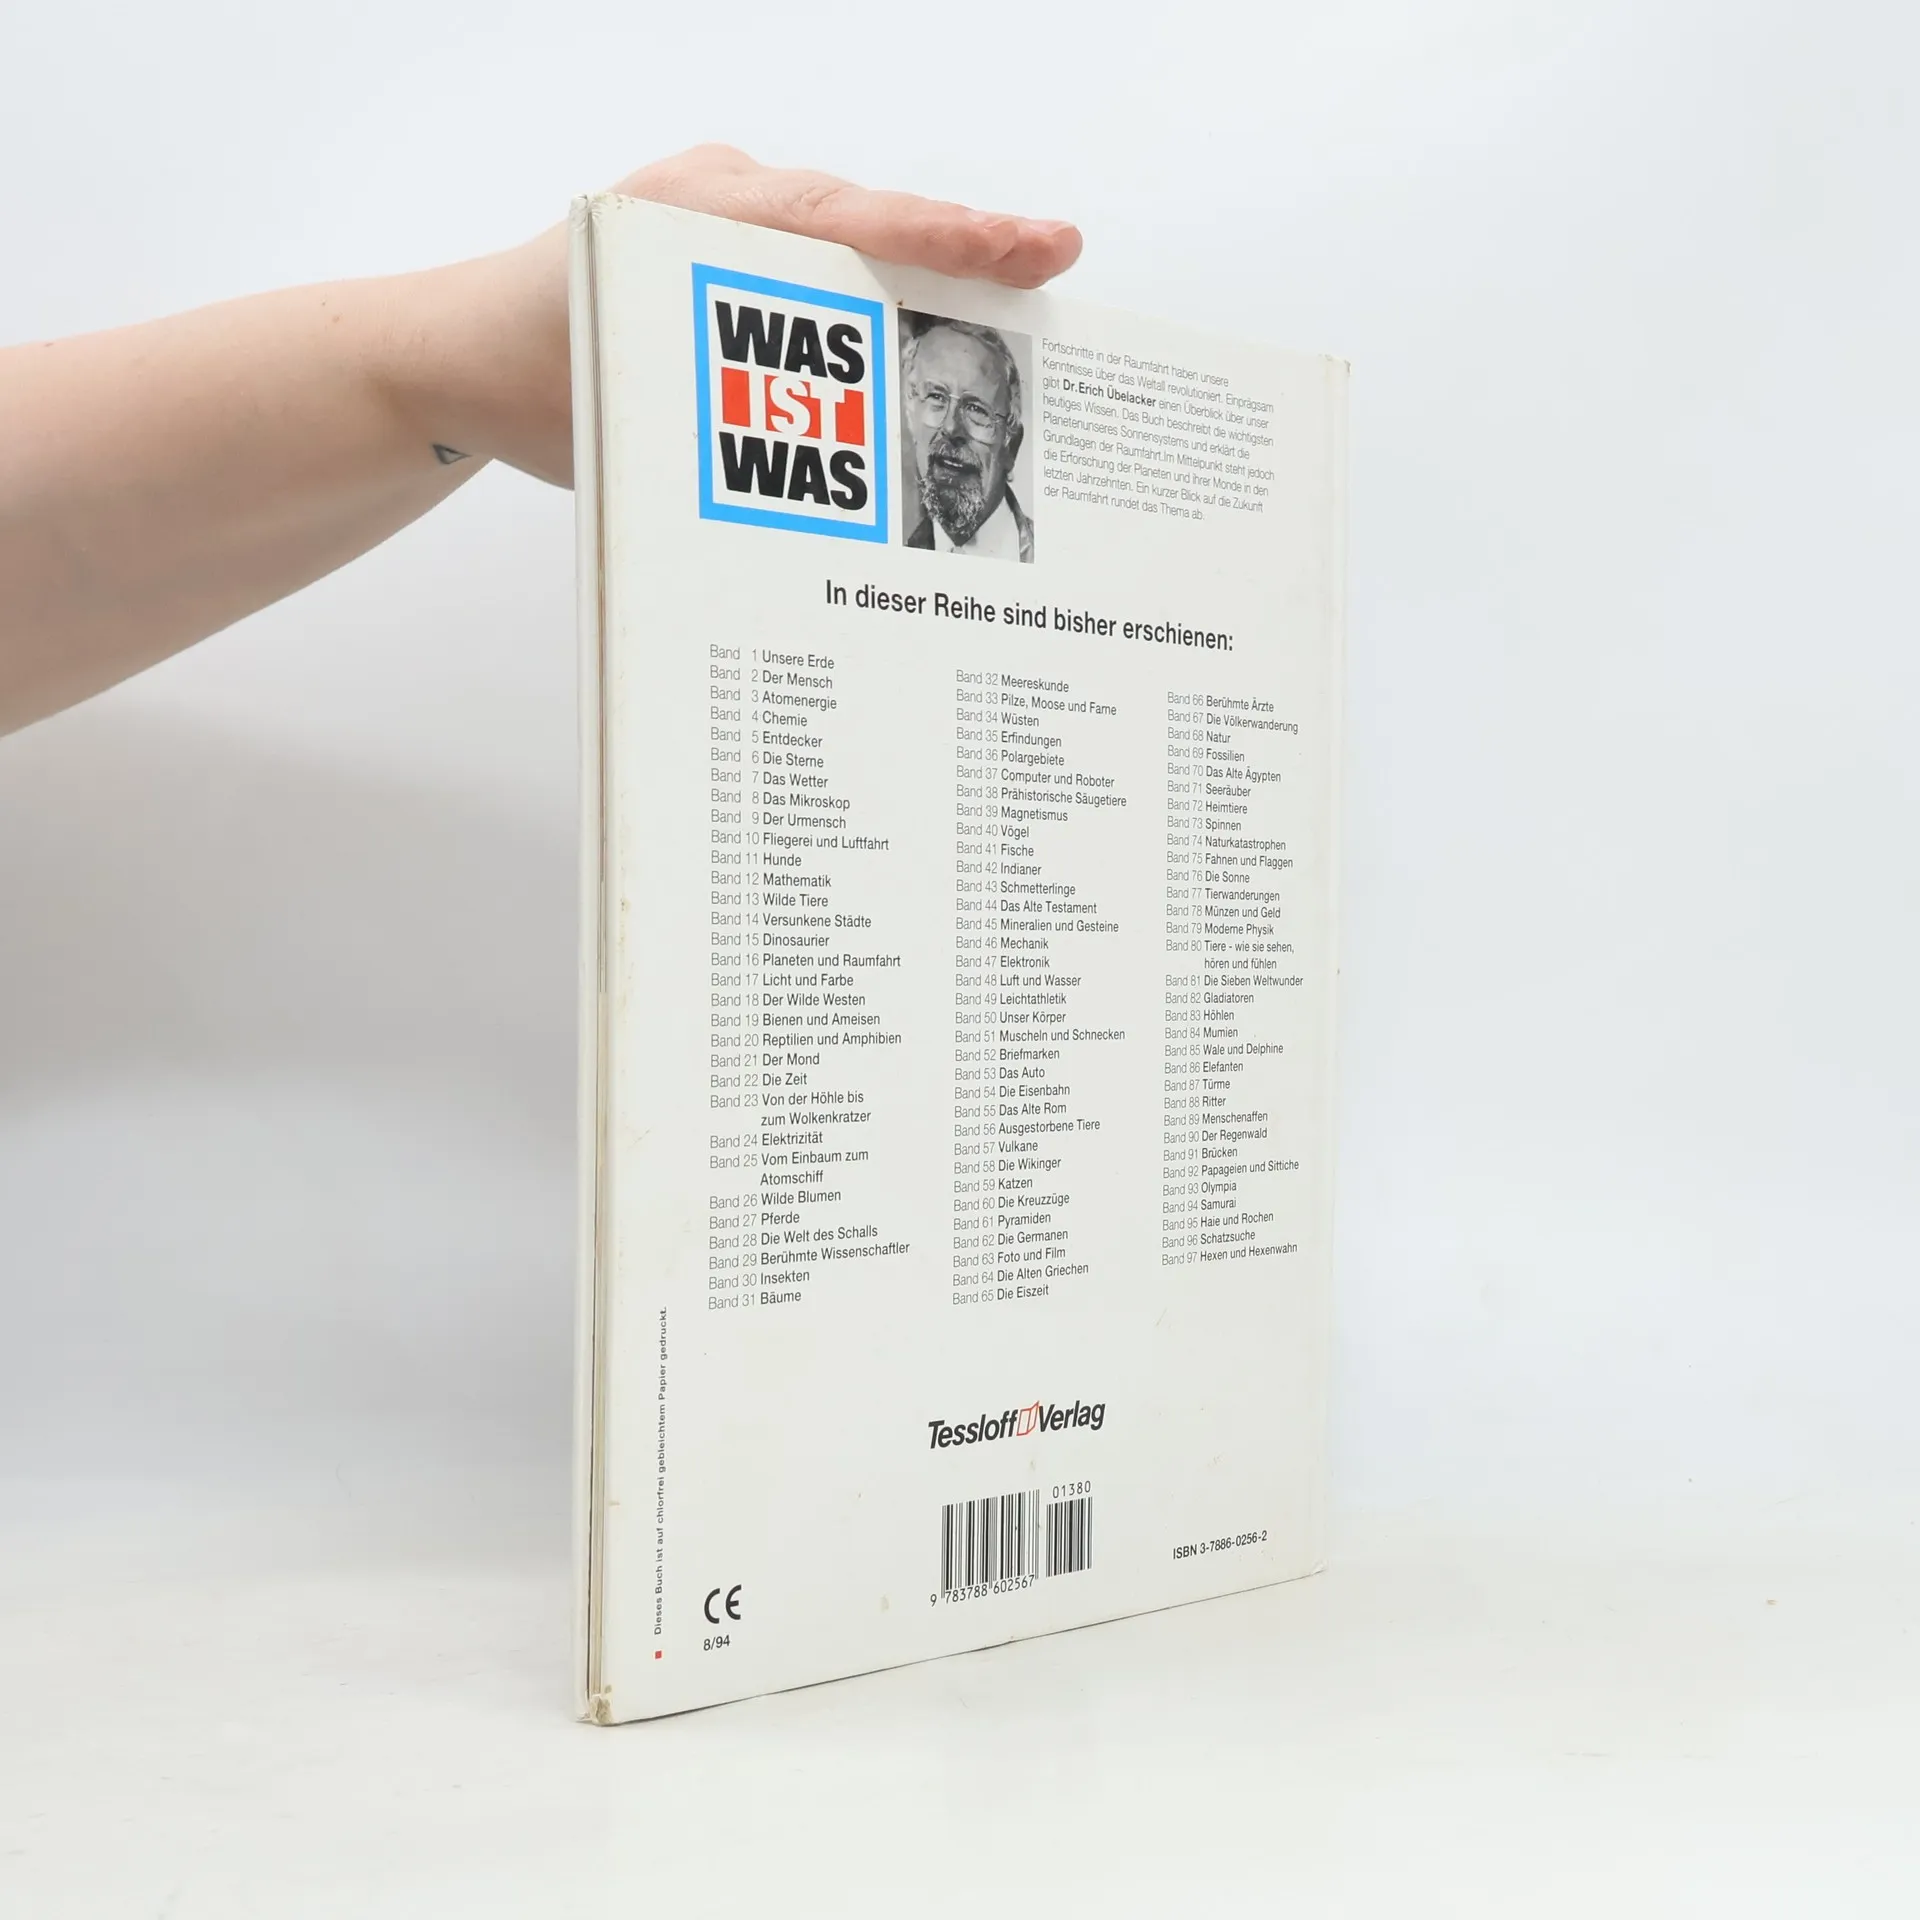 WAS
IST
WAS
Fortschritte in der Raumfahrt haben unsere
Kenntnisse über das Weltall revolutioniert. Einprägsam
gibt Dr. Erich Übelacker einen Überblick über unser
heutiges Wissen. Das Buch beschreibt die wichtigsten
Planetenunseres Sonnensystems und erklärt die
Grundlagen der Raumfahrt.Im Mittelpunkt steht jedoch
die Erforschung der Planeten und ihrer Monde in den
letzten Jahrzehnten. Ein kurzer Blick auf die Zukunft
der Raumfahrt rundet das Thema ab.
In dieser Reihe sind bisher erschienen:
Band 1 Unsere Erde
Band 2 Der Mensch
Band 3 Atomenergie
Band 4 Chemie
Band 5 Entdecker
Band 6 Die Sterne
Band 7 Das Wetter
Band 8 Das Mikroskop
Band 9 Der Urmensch
Band 10 Fliegerei und Luftfahrt
Band 11 Hunde
Band 12 Mathematik
Band 13 Wilde Tiere
Band 14 Versunkene Städte
Band 15 Dinosaurier
Band 16 Planeten und Raumfahrt
Band 17 Licht und Farbe
Band 18 Der Wilde Westen
Band 19 Bienen und Ameisen
Band 20 Reptilien und Amphibien
Band 21 Der Mond
Band 22 Die Zeit
Band 23 Von der Höhle bis
zum Wolkenkratzer
Band 24 Elektrizität
Band 25 Vom Einbaum zum
Atomschiff
Band 26 Wilde Blumen
Band 27 Pferde
Band 28 Die Welt des Schalls
Band 29 Berühmte Wissenschaftler
Band 30 Insekten
Band 31 Bäume
Band 32 Meereskunde
Band 33 Pilze, Moose und Farne
Band 34 Wüsten
Band 35 Erfindungen
Band 36 Polargebiete
Band 37 Computer und Roboter
Band 38 Prähistorische Säugetiere
Band 39 Magnetismus
Band 40 Vögel
Band 41 Fische
Band 42 Indianer
Band 43 Schmetterlinge
Band 44 Das Alte Testament
Band 45 Mineralien und Gesteine
Band 46 Mechanik
Band 47 Elektronik
Band 48 Luft und Wasser
Band 49 Leichtathletik
Band 50 Unser Körper
Band 51 Muscheln und Schnecken
Band 52 Briefmarken
Band 53 Das Auto
Band 54 Die Eisenbahn
Band 55 Das Alte Rom
Band 56 Ausgestorbene Tiere
Band 57 Vulkane
Band 58 Die Wikinger
Band 59 Katzen
Band 60 Die Kreuzzüge
Band 61 Pyramiden
Band 62 Die Germanen
Band 63 Foto und Film
Band 64 Die Alten Griechen
Band 65 Die Eiszeit
Band 66 Berühmte Ärzte
Band 67 Die Völkerwanderung
Band 68 Natur
Band 69 Fossilien
Band 70 Das Alte Ägypten
Band 71 Seeräuber
Band 72 Heimtiere
Band 73 Spinnen
Band 74 Naturkatastrophen
Band 75 Fahnen und Flaggen
Band 76 Die Sonne
Band 77 Tierwanderungen
Band 78 Münzen und Geld
Band 79 Moderne Physik
Band 80 Tiere - wie sie sehen,
hören und fühlen
Band 81 Die Sieben Weltwunder
Band 82 Gladiatoren
Band 83 Höhlen
Band 84 Mumien
Band 85 Wale und Delphine
Band 86 Elefanten
Band 87 Türme
Band 88 Ritter
Band 89 Menschenaffen
Band 90 Der Regenwald
Band 91 Brücken
Band 92 Papageien und Sittiche
Band 93 Olympia
Band 94 Samurai
Band 95 Haie und Rochen
Band 96 Schatzsuche
Band 97 Hexen und Hexenwahn
Dieses Buch ist auf chlorfrei gebleichtem Papier gedruckt.
Tessloff Verlag
01380
9 783788 602567
ISBN 3-7886-0256-2
CE
8/94